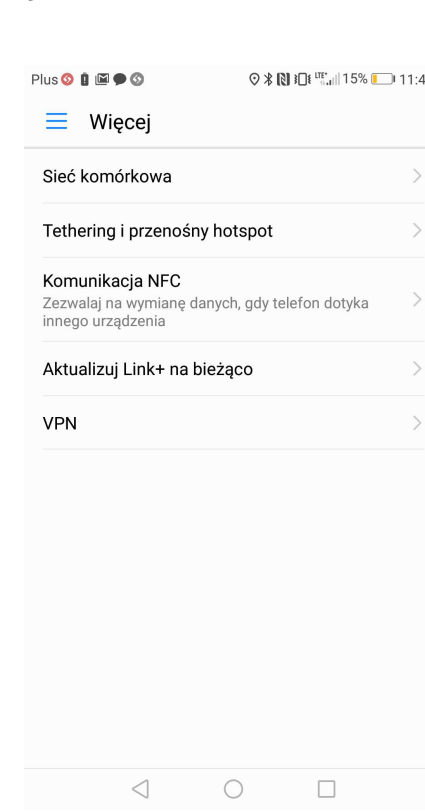 Plus 15% 11:4
Więcej
Sieć komórkowa
Tethering i przenośny hotspot
Komunikacja NFC
Zezwalaj na wymianę danych, gdy telefon dotyka
innego urządzenia
Aktualizuj Link+ na bieżąco
VPN